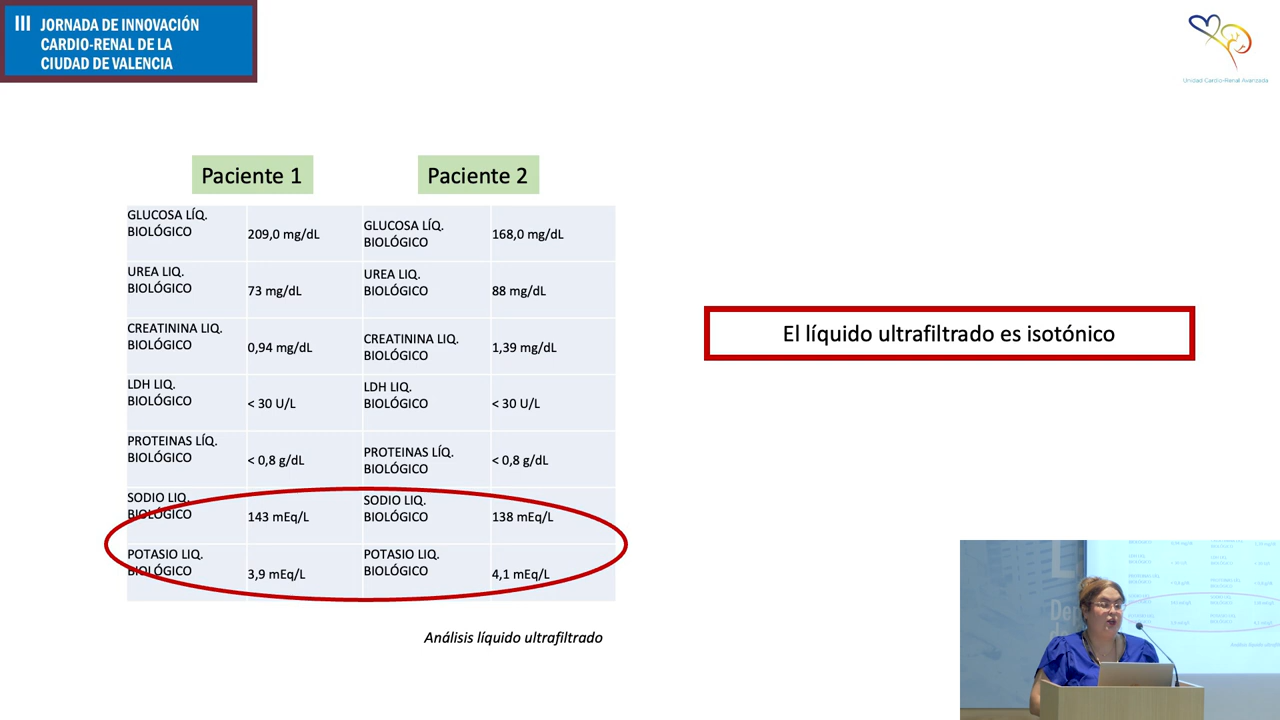 III JORNADA DE INNOVACIÓN
CARDIO-RENAL DE LA
CIUDAD DE VALENCIA
Unidad Cardio-Renal Avanzada
Paciente 1
Paciente 2
GLUCOSA LÍQ.
BIOLÓGICO
209,0 mg/dL
GLUCOSA LÍQ.
BIOLÓGICO
168,0 mg/dL
UREA LIQ.
BIOLÓGICO
73 mg/dL
UREA LIQ.
BIOLÓGICO
88 mg/dL
CREATININA LIQ.
BIOLÓGICO
0,94 mg/dL
CREATININA LIQ.
BIOLÓGICO
1,39 mg/dL
LDH LIQ.
BIOLÓGICO
< 30 U/L
LDH LIQ.
BIOLÓGICO
< 30 U/L
PROTEINAS LÍQ.
BIOLÓGICO
< 0,8 g/dL
PROTEINAS LÍQ.
BIOLÓGICO
< 0,8 g/dL
SODIO LIQ.
BIOLÓGICO
143 mEq/L
SODIO LIQ.
BIOLÓGICO
138 mEq/L
POTASIO LIQ.
BIOLÓGICO
3,9 mEq/L
POTASIO LIQ.
BIOLÓGICO
4,1 mEq/L
Análisis líquido ultrafiltrado
El líquido ultrafiltrado es isotónico